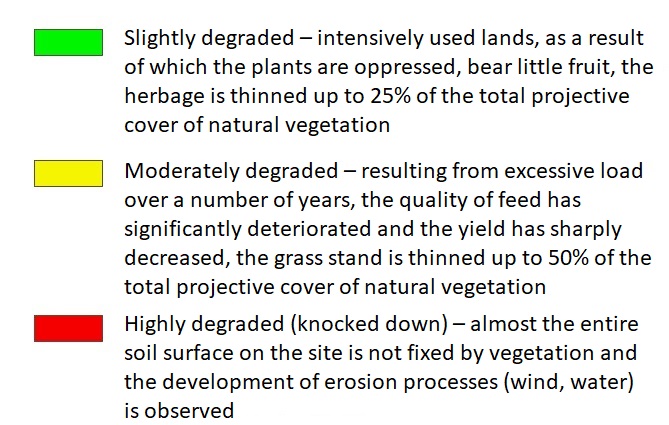 Slightly degraded – intensively used lands, as a result
of which the plants are oppressed, bear little fruit, the
herbage is thinned up to 25% of the total projective
cover of natural vegetation
Moderately degraded – resulting from excessive load
over a number of years, the quality of feed has
significantly deteriorated and the yield has sharply
decreased, the grass stand is thinned up to 50% of the
total projective cover of natural vegetation
Highly degraded (knocked down) – almost the entire
soil surface on the site is not fixed by vegetation and
the development of erosion processes (wind, water)
is observed